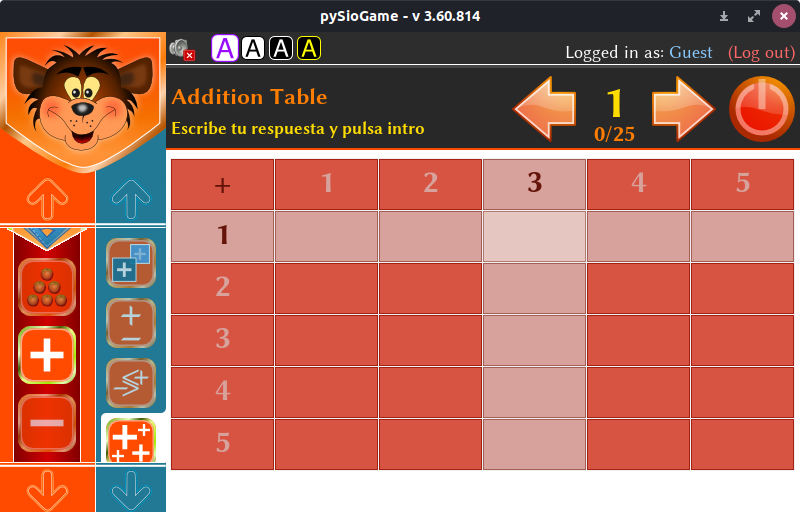 pySioGame - v 3.60.814
A A A A
Logged in as: Guest (Log out)
Addition Table
Escribe tu respuesta y pulsa intro
1
0/25
+ 1 2 3 4 5
1
2
3
4
5